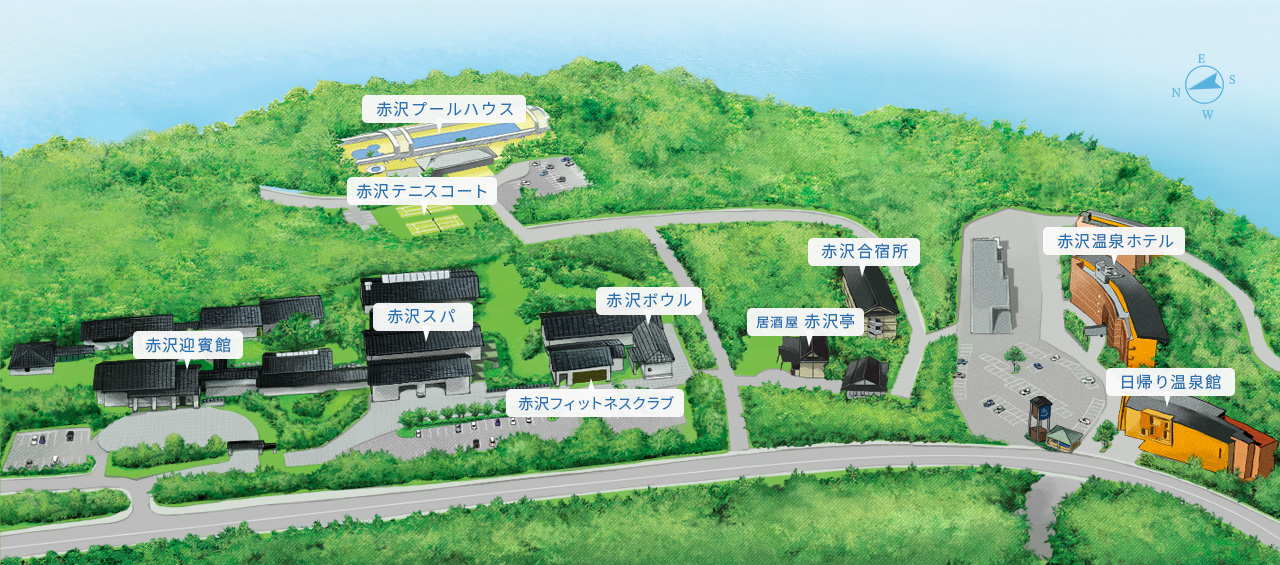 E
N
S
W
赤沢プールハウス
赤沢テニスコート
赤沢温泉ホテル
赤沢合宿所
赤沢ボウル
赤沢スパ
居酒屋 赤沢亭
赤沢迎賓館
日帰り温泉館
赤沢フィットネスクラブ